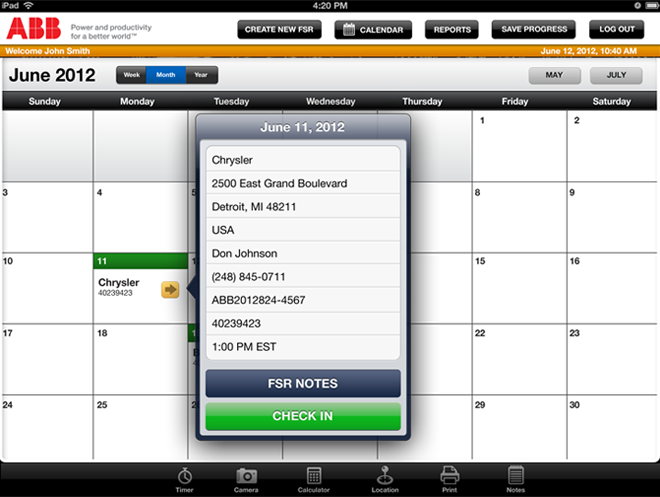 iPad
4:20 PM
ABB
Power and productivity
for a better world™
CREATE NEW FSR
CALENDAR
REPORTS
SAVE PROGRESS
LOG OUT
Welcome John Smith
June 12, 2012, 10:40 AM
June 2012
Week
Month
Year
MAY
JULY
Sunday
Monday
Tuesday
Wednesday
Thursday
Friday
Saturday
June 11, 2012
Chrysler
2500 East Grand Boulevard
Detroit, MI 48211
USA
Don Johnson
(248) 845-0711
ABB2012824-4567
40239423
1:00 PM EST
FSR NOTES
CHECK IN
1
2
3
4
8
9
10
11
Chrysler
40239423
15
16
17
18
22
23
24
25
29
30
Timer
Camera
Calculator
Location
Print
Notes